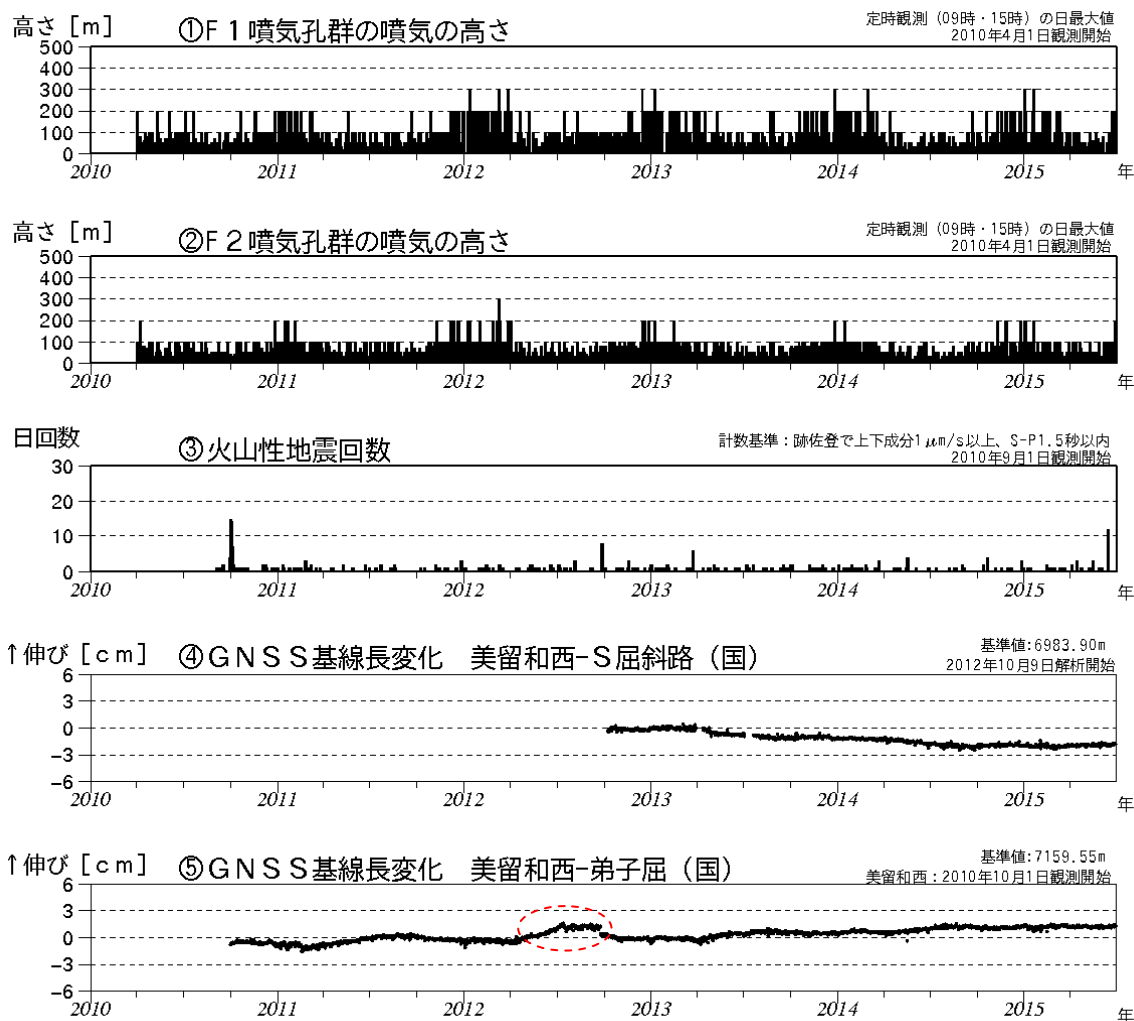 高さ [m] ①F1噴気孔群の噴気の高さ 定時観測 (09時・15時) の日最大値
2010年4月1日観測開始
500
400
300
200
100
0
2010 2011 2012 2013 2014 2015 年
高さ [m] ②F2噴気孔群の噴気の高さ 定時観測 (09時・15時) の日最大値
2010年4月1日観測開始
500
400
300
200
100
0
2010 2011 2012 2013 2014 2015
日回数 ③火山性地震回数 計数基準：跡佐登で上下成分1μm/s以上、S-P1.5秒以内
2010年9月1日観測開始
30
20
10
0
2010 2011 2012 2013 2014 2015 年
↑伸び [cm] ④GNSS基線長変化 美留和西-S屈斜路（国） 基準値:6983.90m
2012年10月9日解析開始
6
3
0
-3
-6
2010 2011 2012 2013 2014 2015 年
↑伸び [cm] ⑤GNSS基線長変化 美留和西-弟子屈（国） 基準値:7159.55m
美留和西：2010年10月1日観測開始
6
3
0
-3
-6
2010 2011 2012 2013 2014 2015 年